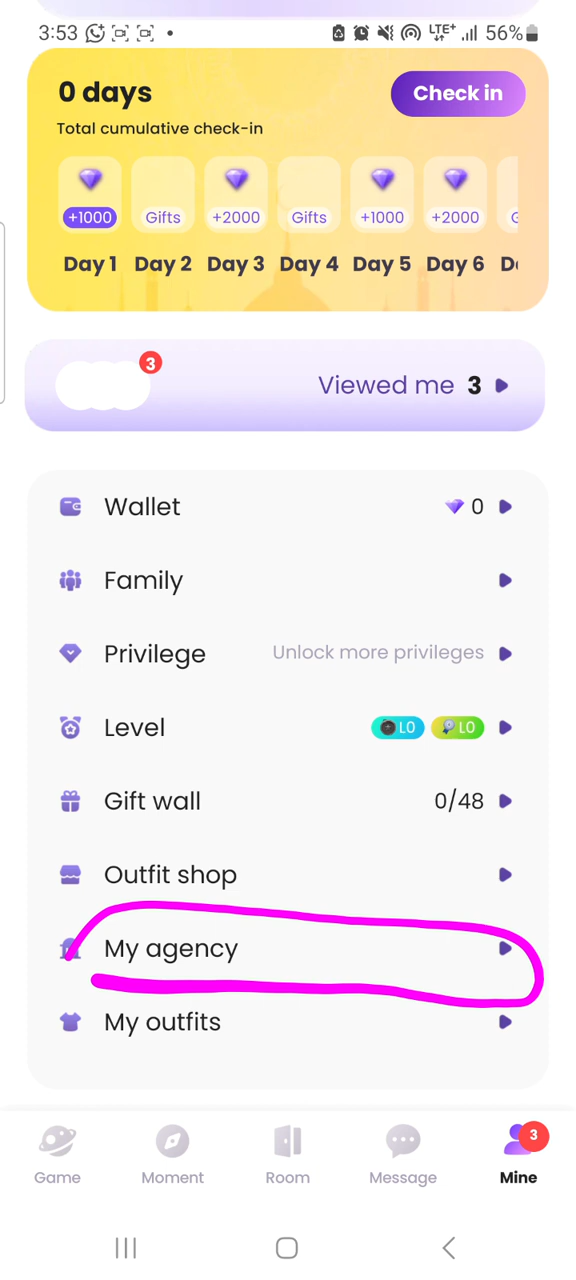 3:53 LTE+ 56%
0 days Check in
Total cumulative check-in
+1000 Gifts +2000 Gifts +1000 +2000
Day 1 Day 2 Day 3 Day 4 Day 5 Day 6
3
Viewed me 3
Wallet 0
Family
Privilege Unlock more privileges
Level L0 L0
Gift wall 0/48
Outfit shop
My agency
My outfits
3
Game Moment Room Message Mine